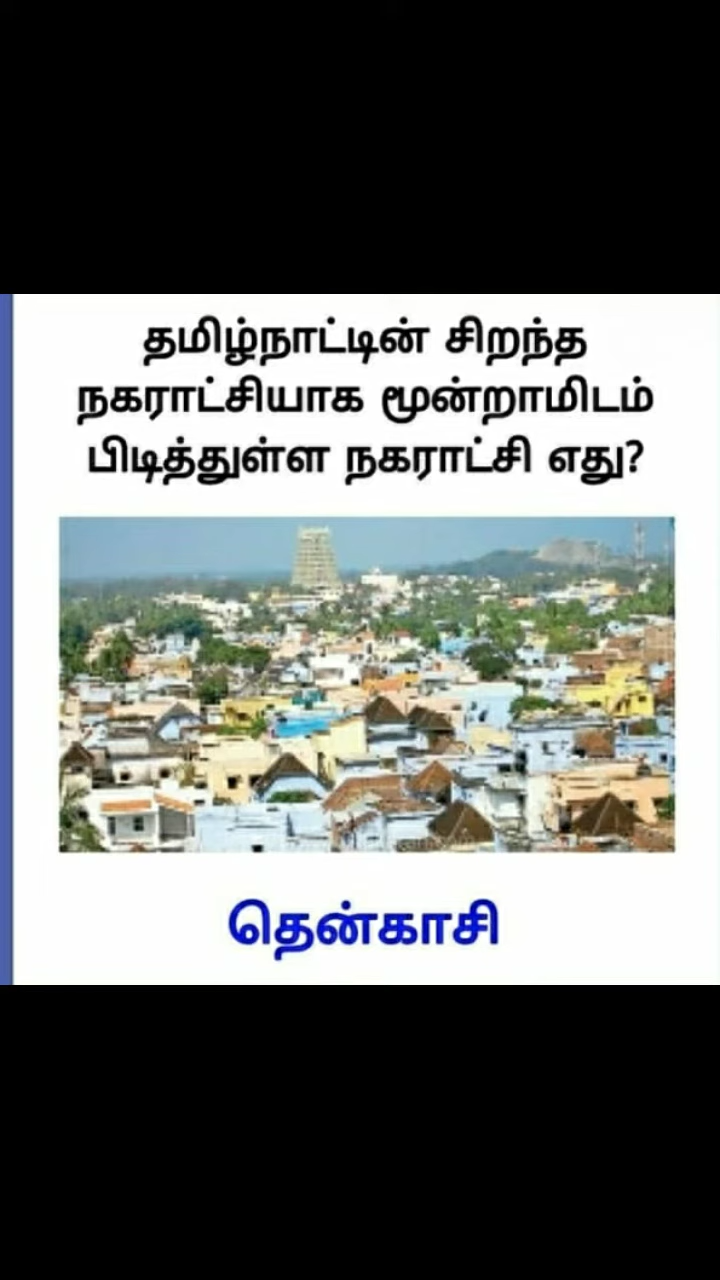 தமிழ்நாட்டின் சிறந்த
நகராட்சியாக மூன்றாமிடம்
பிடித்துள்ள நகராட்சி எது?
தென்காசி